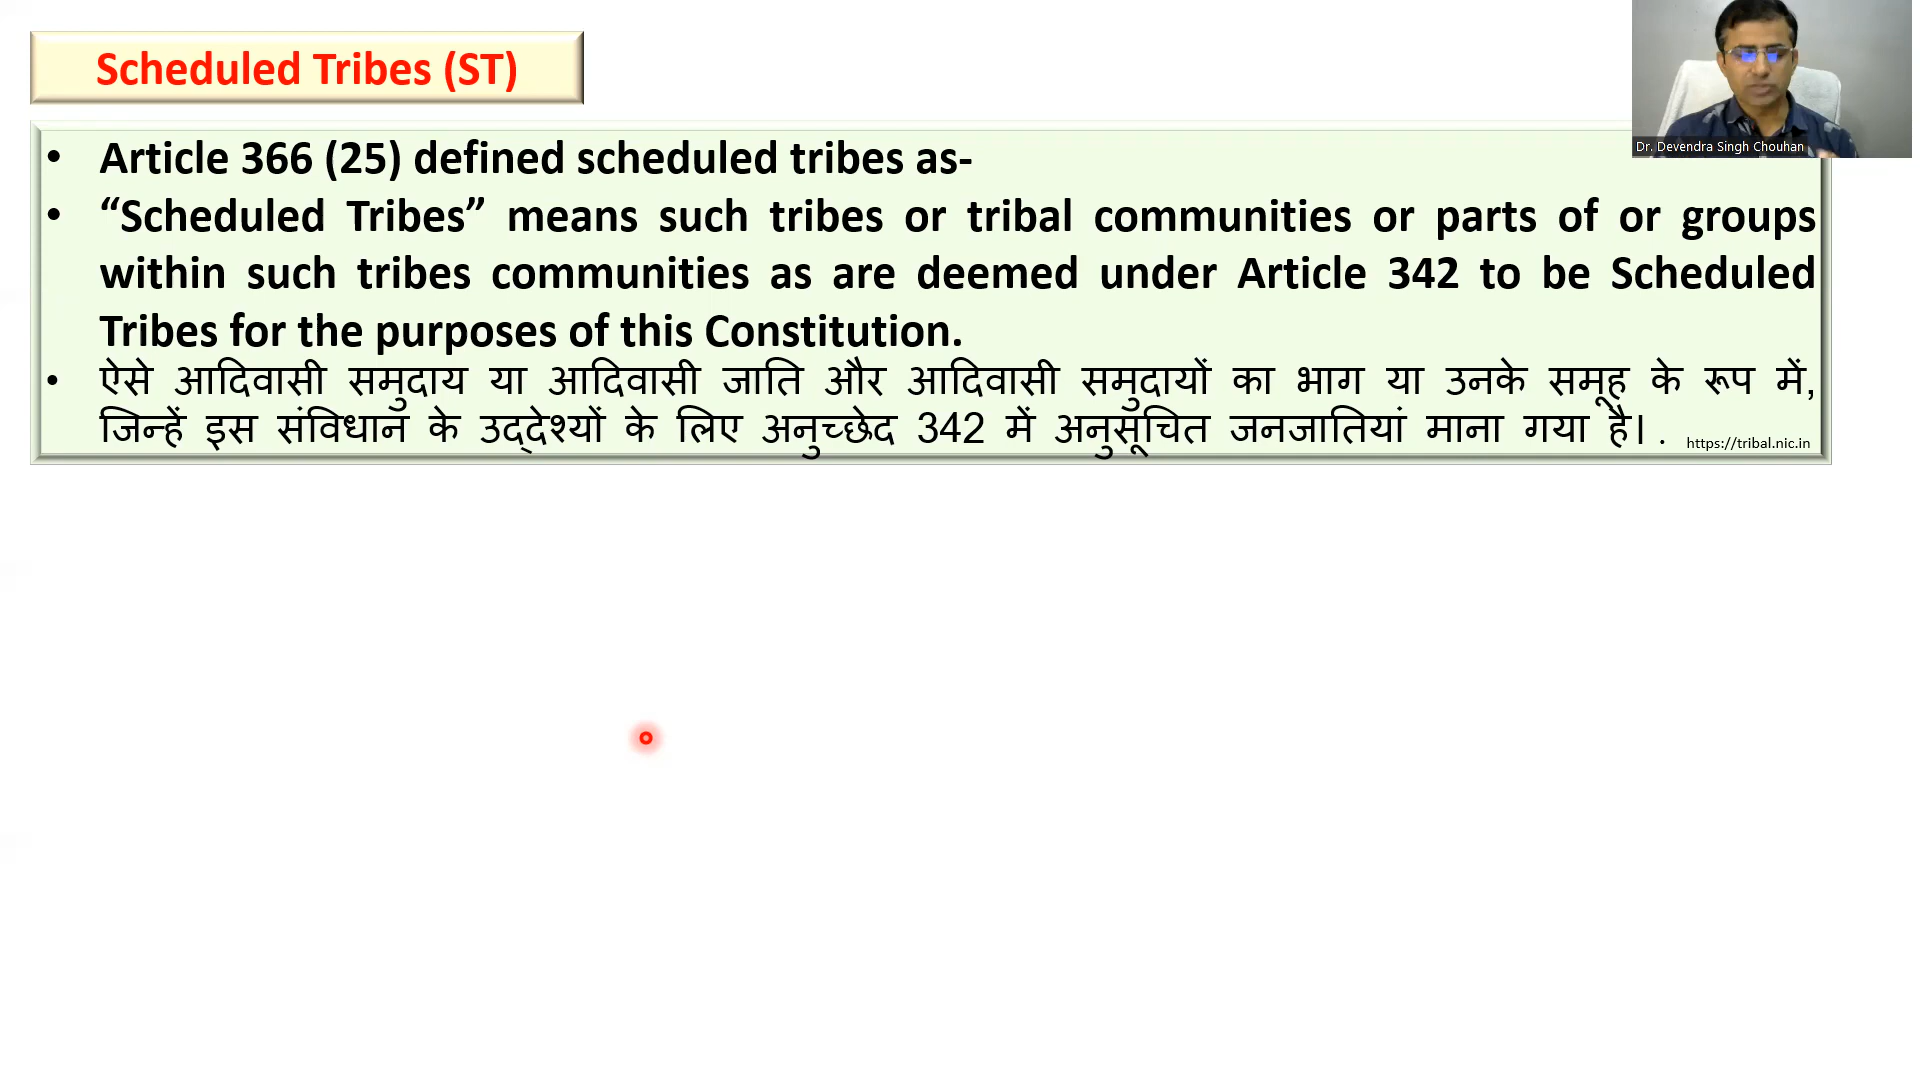 Scheduled Tribes (ST)
Dr. Devendra Singh Chouhan
• Article 366 (25) defined scheduled tribes as-
• “Scheduled Tribes” means such tribes or tribal communities or parts of or groups
within such tribes communities as are deemed under Article 342 to be Scheduled
Tribes for the purposes of this Constitution.
• ऐसे आदिवासी समुदाय या आदिवासी जाति और आदिवासी समुदायों का भाग या उनके समूह के रूप में,
जिन्हें इस संविधान के उद्देश्यों के लिए अनुच्छेद 342 में अनुसूचित जनजातियां माना गया है। . https://tribal.nic.in